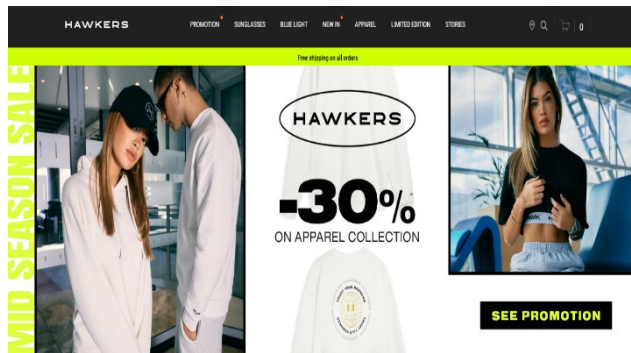 HAWKERS
PROMOTION SUNGLASSES BLUE LIGHT NEW IN APPAREL LIMITED EDITION STORIES 0
Free shipping on all orders
MID SEASON SALE
HAWKERS
-30%
ON APPAREL COLLECTION
SEE PROMOTION